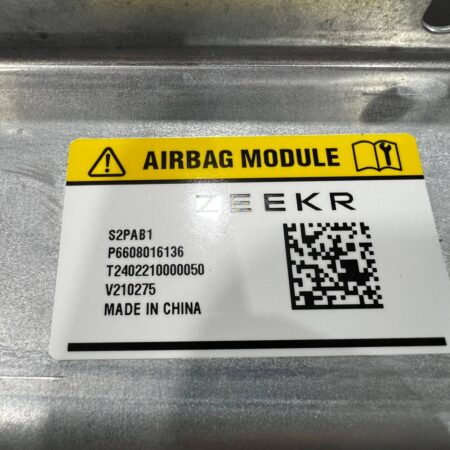 AIRBAG MODULE
ZEEKR
S2PAB1
P6608016136
T2402210000050
V210275
MADE IN CHINA